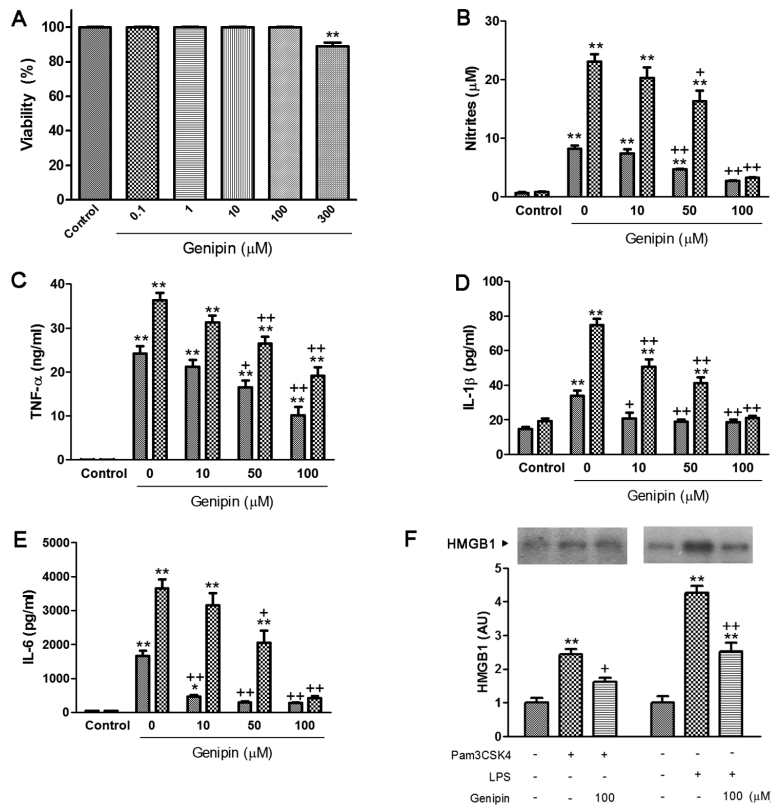 A
Viability (%)
100
80
60
40
20
0
**
Control
0.1
1
10
100
300
Genipin (μM)
B
Nitrites (μM)
30
20
10
0
** ** ** ** ++ ** + ** ++ ++
Control 0 10 50 100
Genipin (μM)
C
TNF-α (ng/ml)
40
30
20
10
0
** ** ** ** + ** ++ ** ++ ** ++ **
Control 0 10 50 100
Genipin (μM)
D
IL-1β (pg/ml)
100
80
60
40
20
0
** ** + ++ ** ++ ++ ** ++ ++
Control 0 10 50 100
Genipin (μM)
E
IL-6 (pg/ml)
5000
4000
3000
2000
1000
0
** ** ++ * ** ++ + ** ++ ++
Control 0 10 50 100
Genipin (μM)
F
HMGB1
HMGB1 (AU)
5
4
3
2
1
0
** + ** ++ **
Pam3CSK4 - + + - - -
LPS - - - - + +
Genipin - - 100 - - 100 (μM)